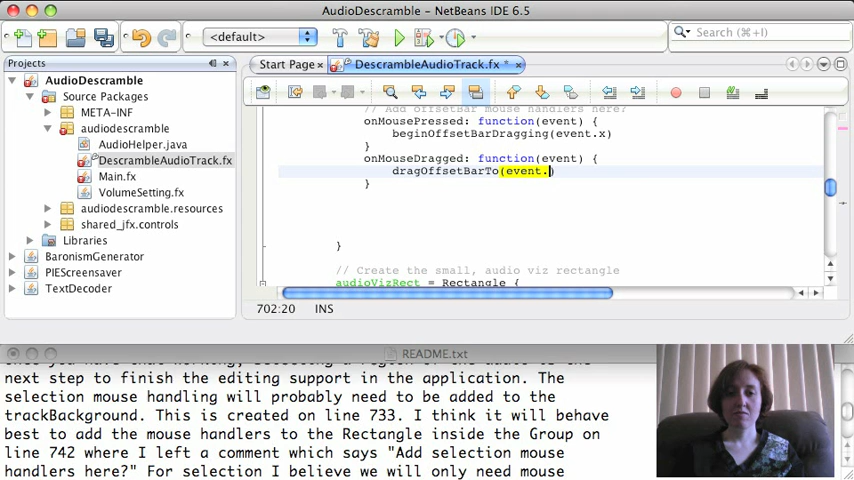 AudioDescramble - NetBeans IDE 6.5
<default>
Search (⌘+I)
Projects
Start Page
DescrambleAudioTrack.fx *
AudioDescramble
Source Packages
META-INF
audiodescramble
AudioHelper.java
DescrambleAudioTrack.fx
Main.fx
VolumeSetting.fx
audiodescramble.resources
shared_jfx.controls
Libraries
BaronismGenerator
PIEScreensaver
TextDecoder
// Add offsetBar mouse handlers here?
onMousePressed: function(event) {
beginOffsetBarDragging(event.x)
}
onMouseDragged: function(event) {
dragOffsetBarTo(event.)
}
}
// Create the small, audio viz rectangle
audioVizRect = Rectangle {
702:20
INS
README.txt
next step to finish the editing support in the application. The
selection mouse handling will probably need to be added to the
trackBackground. This is created on line 733. I think it will behave
best to add the mouse handlers to the Rectangle inside the Group on
line 742 where I left a comment which says "Add selection mouse
handlers here?" For selection I believe we will only need mouse